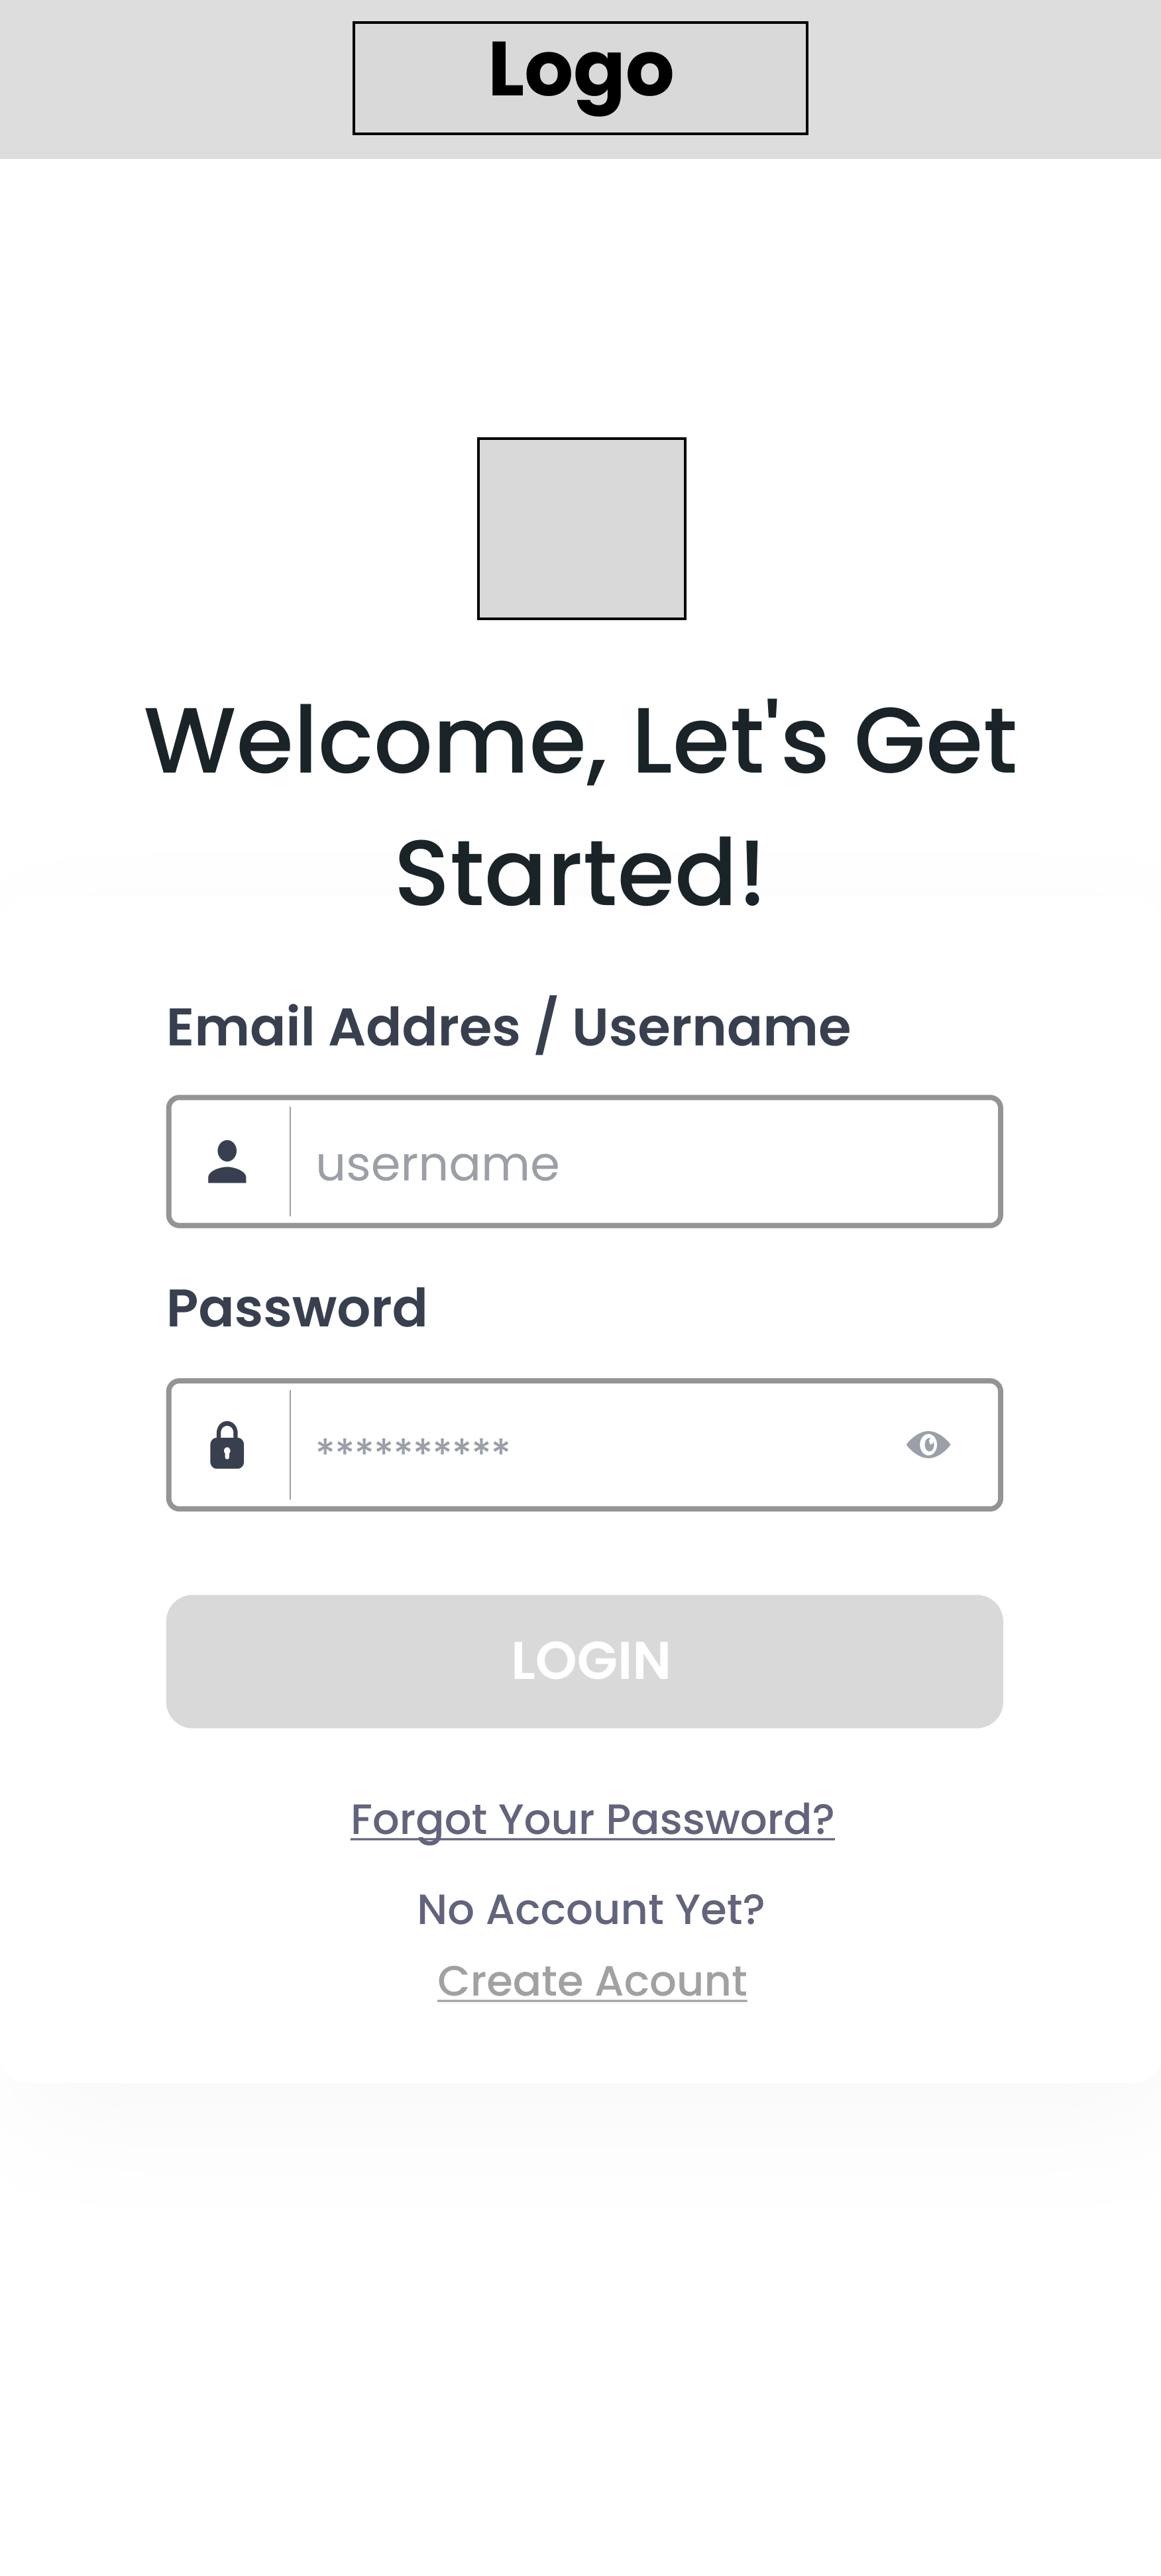 Logo
Welcome, Let's Get
Started!
Email Addres / Username
username
Password
**********
LOGIN
Forgot Your Password?
No Account Yet?
Create Acount